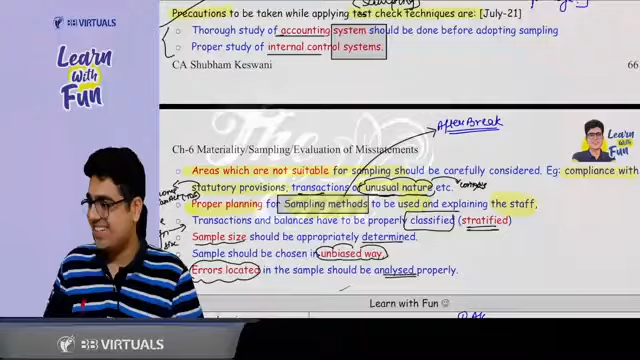 BB VIRTUALS
Learn
With
Fun
Precautions to be taken while applying test check techniques are: [July-21]
o Thorough study of accounting system should be done before adopting sampling
o Proper study of internal control systems.
CA Shubham Keswani 66
After Break
Ch-6 Materiality/Sampling/Evaluation of Misstatements
Learn
With Fun
o Areas which are not suitable for sampling should be carefully considered. Eg: compliance with
statutory provisions, transactions of unusual nature etc.
o Proper planning for Sampling methods to be used and explaining the staff,
o Transactions and balances have to be properly classified (stratified)
o Sample size should be appropriately determined.
o Sample should be chosen in unbiased way.
o Errors located in the sample should be analysed properly.
Learn with Fun ☺
BB VIRTUALS